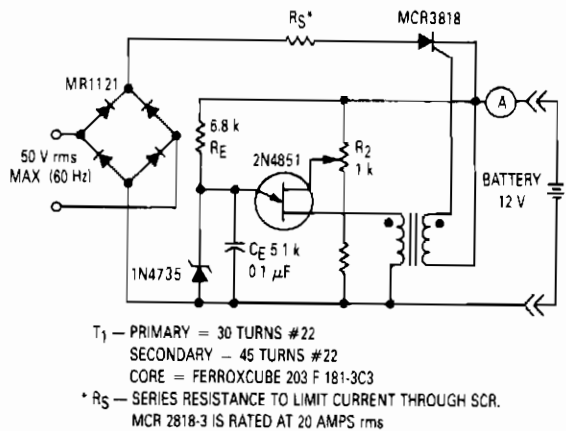 RS*
MCR3818
MR1121
A
6.8 k
RE
2N4851
R2
1 k
50 V rms
MAX (60 Hz)
BATTERY
12 V
CE 5 1 k
0 1 µF
1N4735
T1 — PRIMARY = 30 TURNS #22
SECONDARY – 45 TURNS #22
CORE = FERROXCUBE 203 F 181-3C3
* RS — SERIES RESISTANCE TO LIMIT CURRENT THROUGH SCR.
MCR 2818-3 IS RATED AT 20 AMPS rms